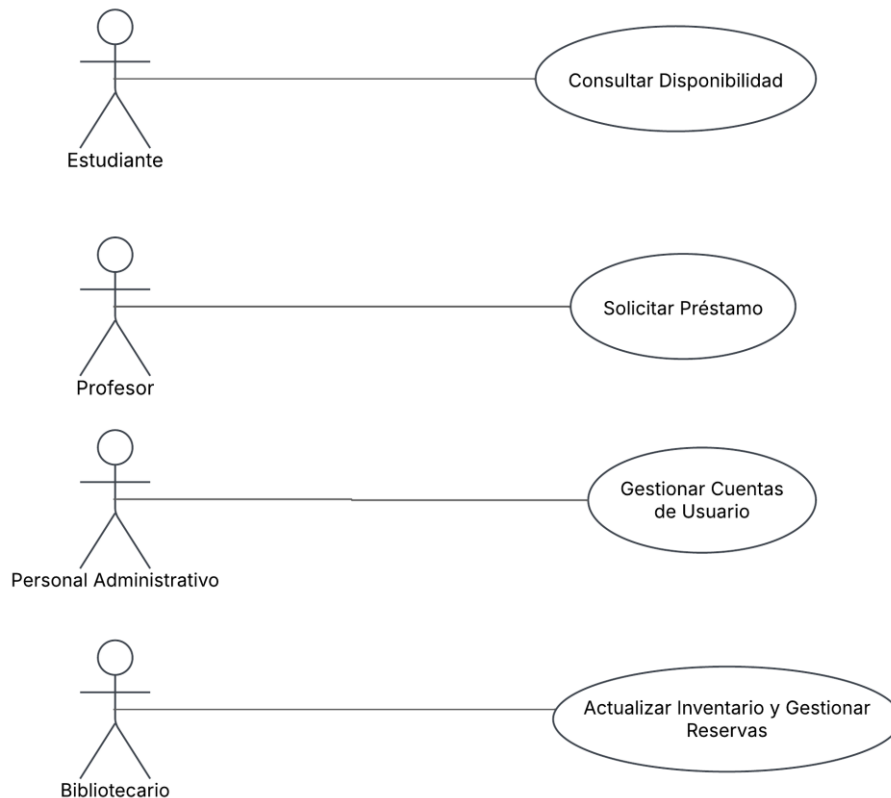 Consultar Disponibilidad
Estudiante
Solicitar Préstamo
Profesor
Gestionar Cuentas
de Usuario
Personal Administrativo
Actualizar Inventario y Gestionar
Reservas
Bibliotecario